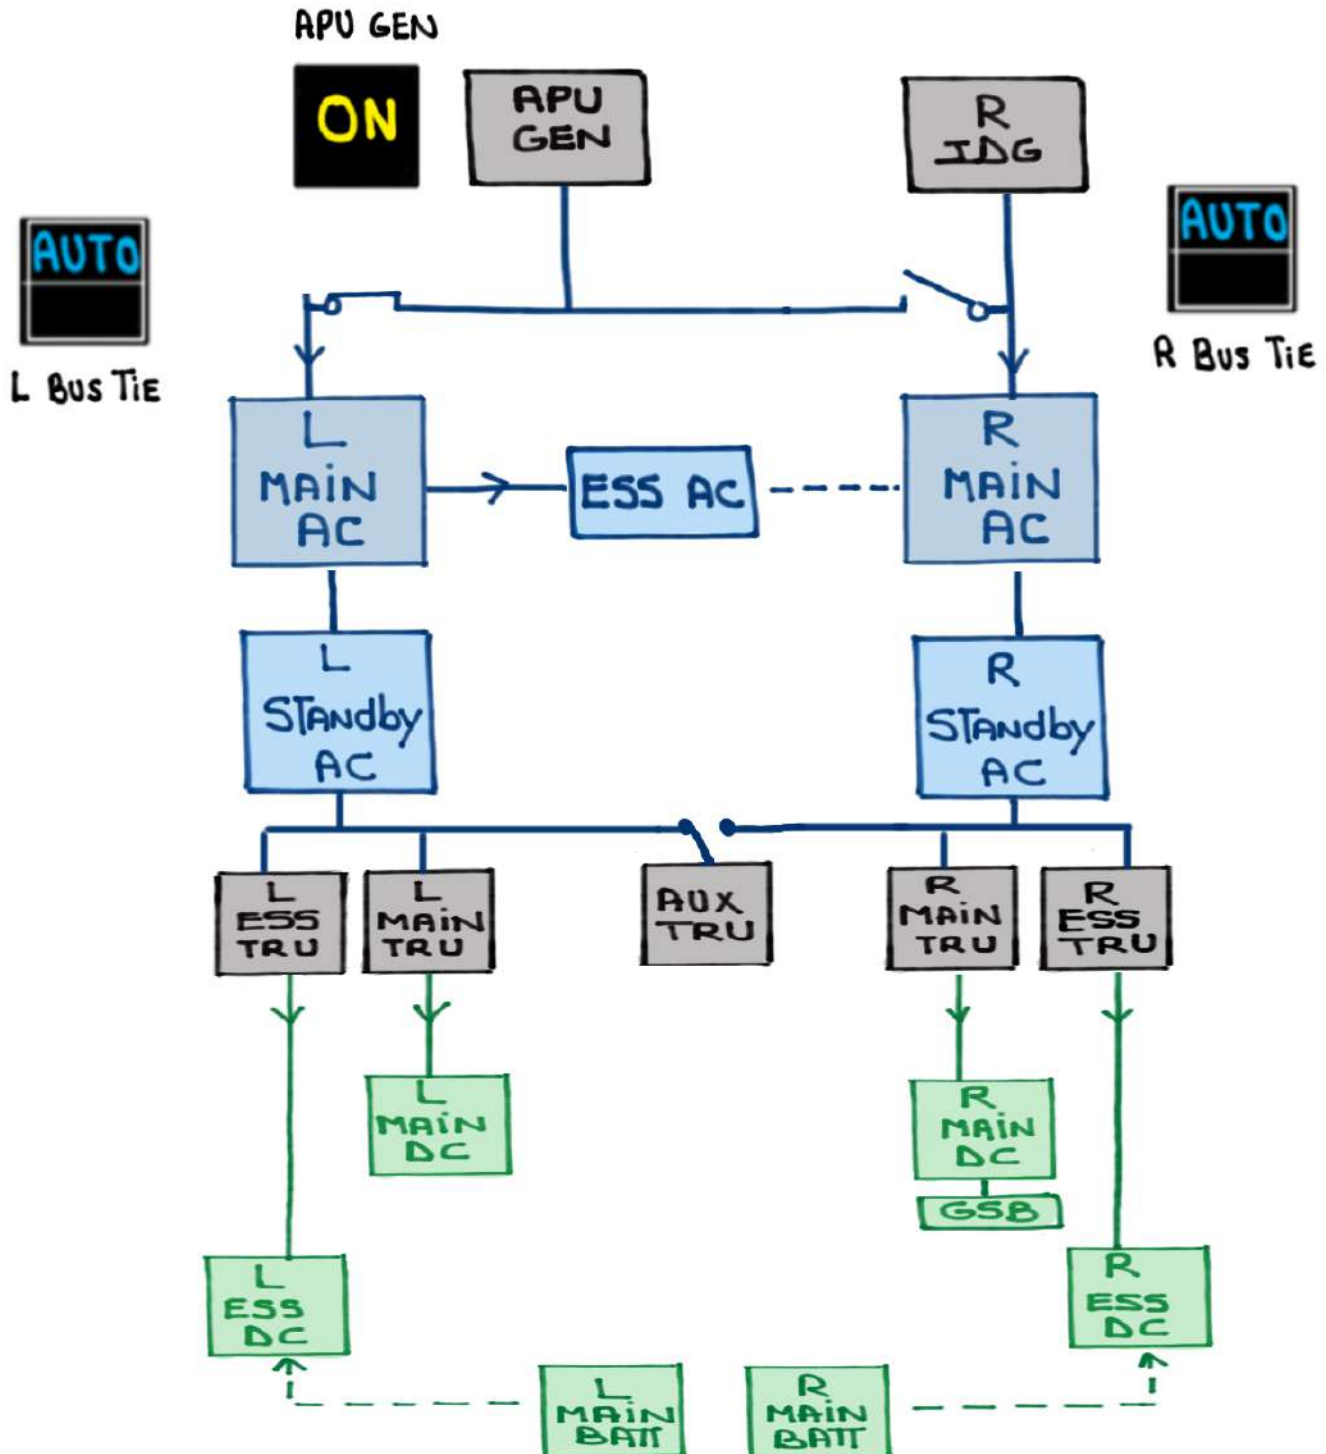 APU GEN
ON
APU
GEN
R
IDG
AUTO
L BUS TiE
AUTO
R BUS TiE
L
MAiN
AC
ESS AC
R
MAiN
AC
L
STANdby
AC
R
STANdby
AC
L
ESS
TRU
L
MAiN
TRU
AUX
TRU
R
MAiN
TRU
R
ESS
TRU
L
MAiN
DC
R
MAiN
DC
GSB
L
ESS
DC
R
ESS
DC
L
MAiN
BATT
R
MAiN
BATT